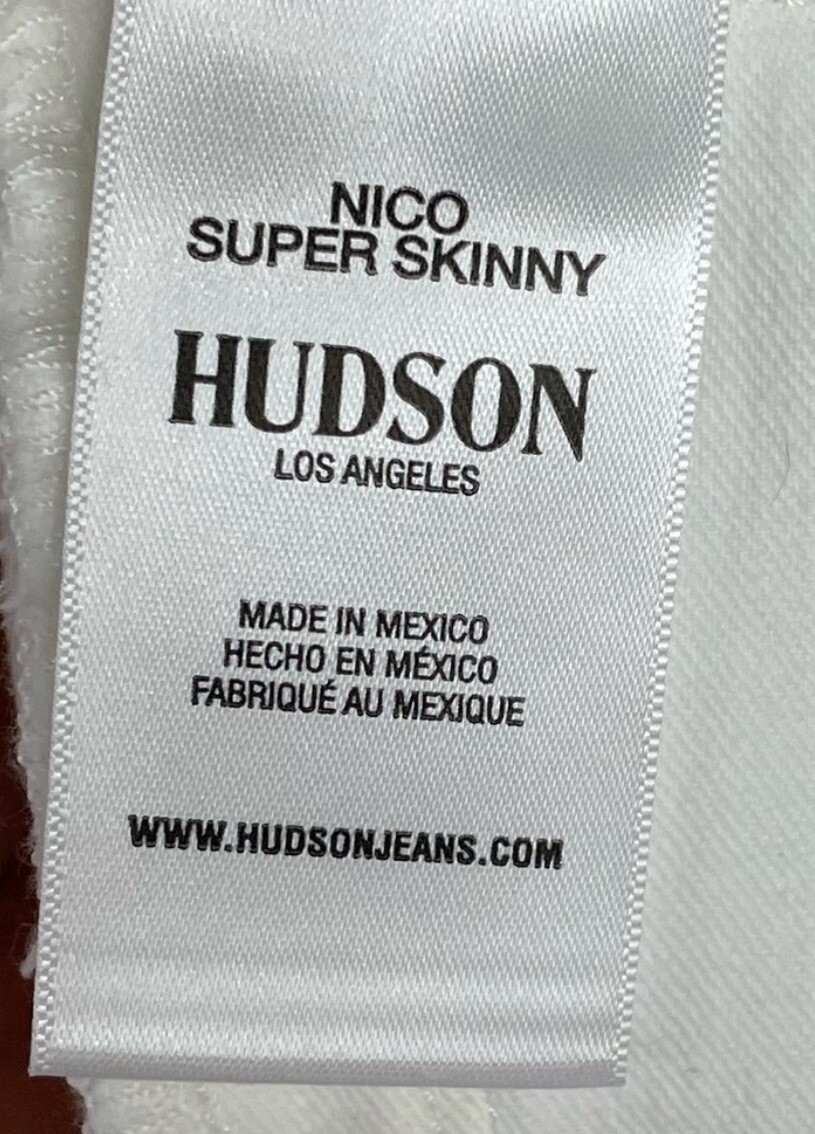 NICO
SUPER SKINNY
HUDSON
LOS ANGELES
MADE IN MEXICO
HECHO EN MÉXICO
FABRIQUÉ AU MEXIQUE
WWW.HUDSONJEANS.COM